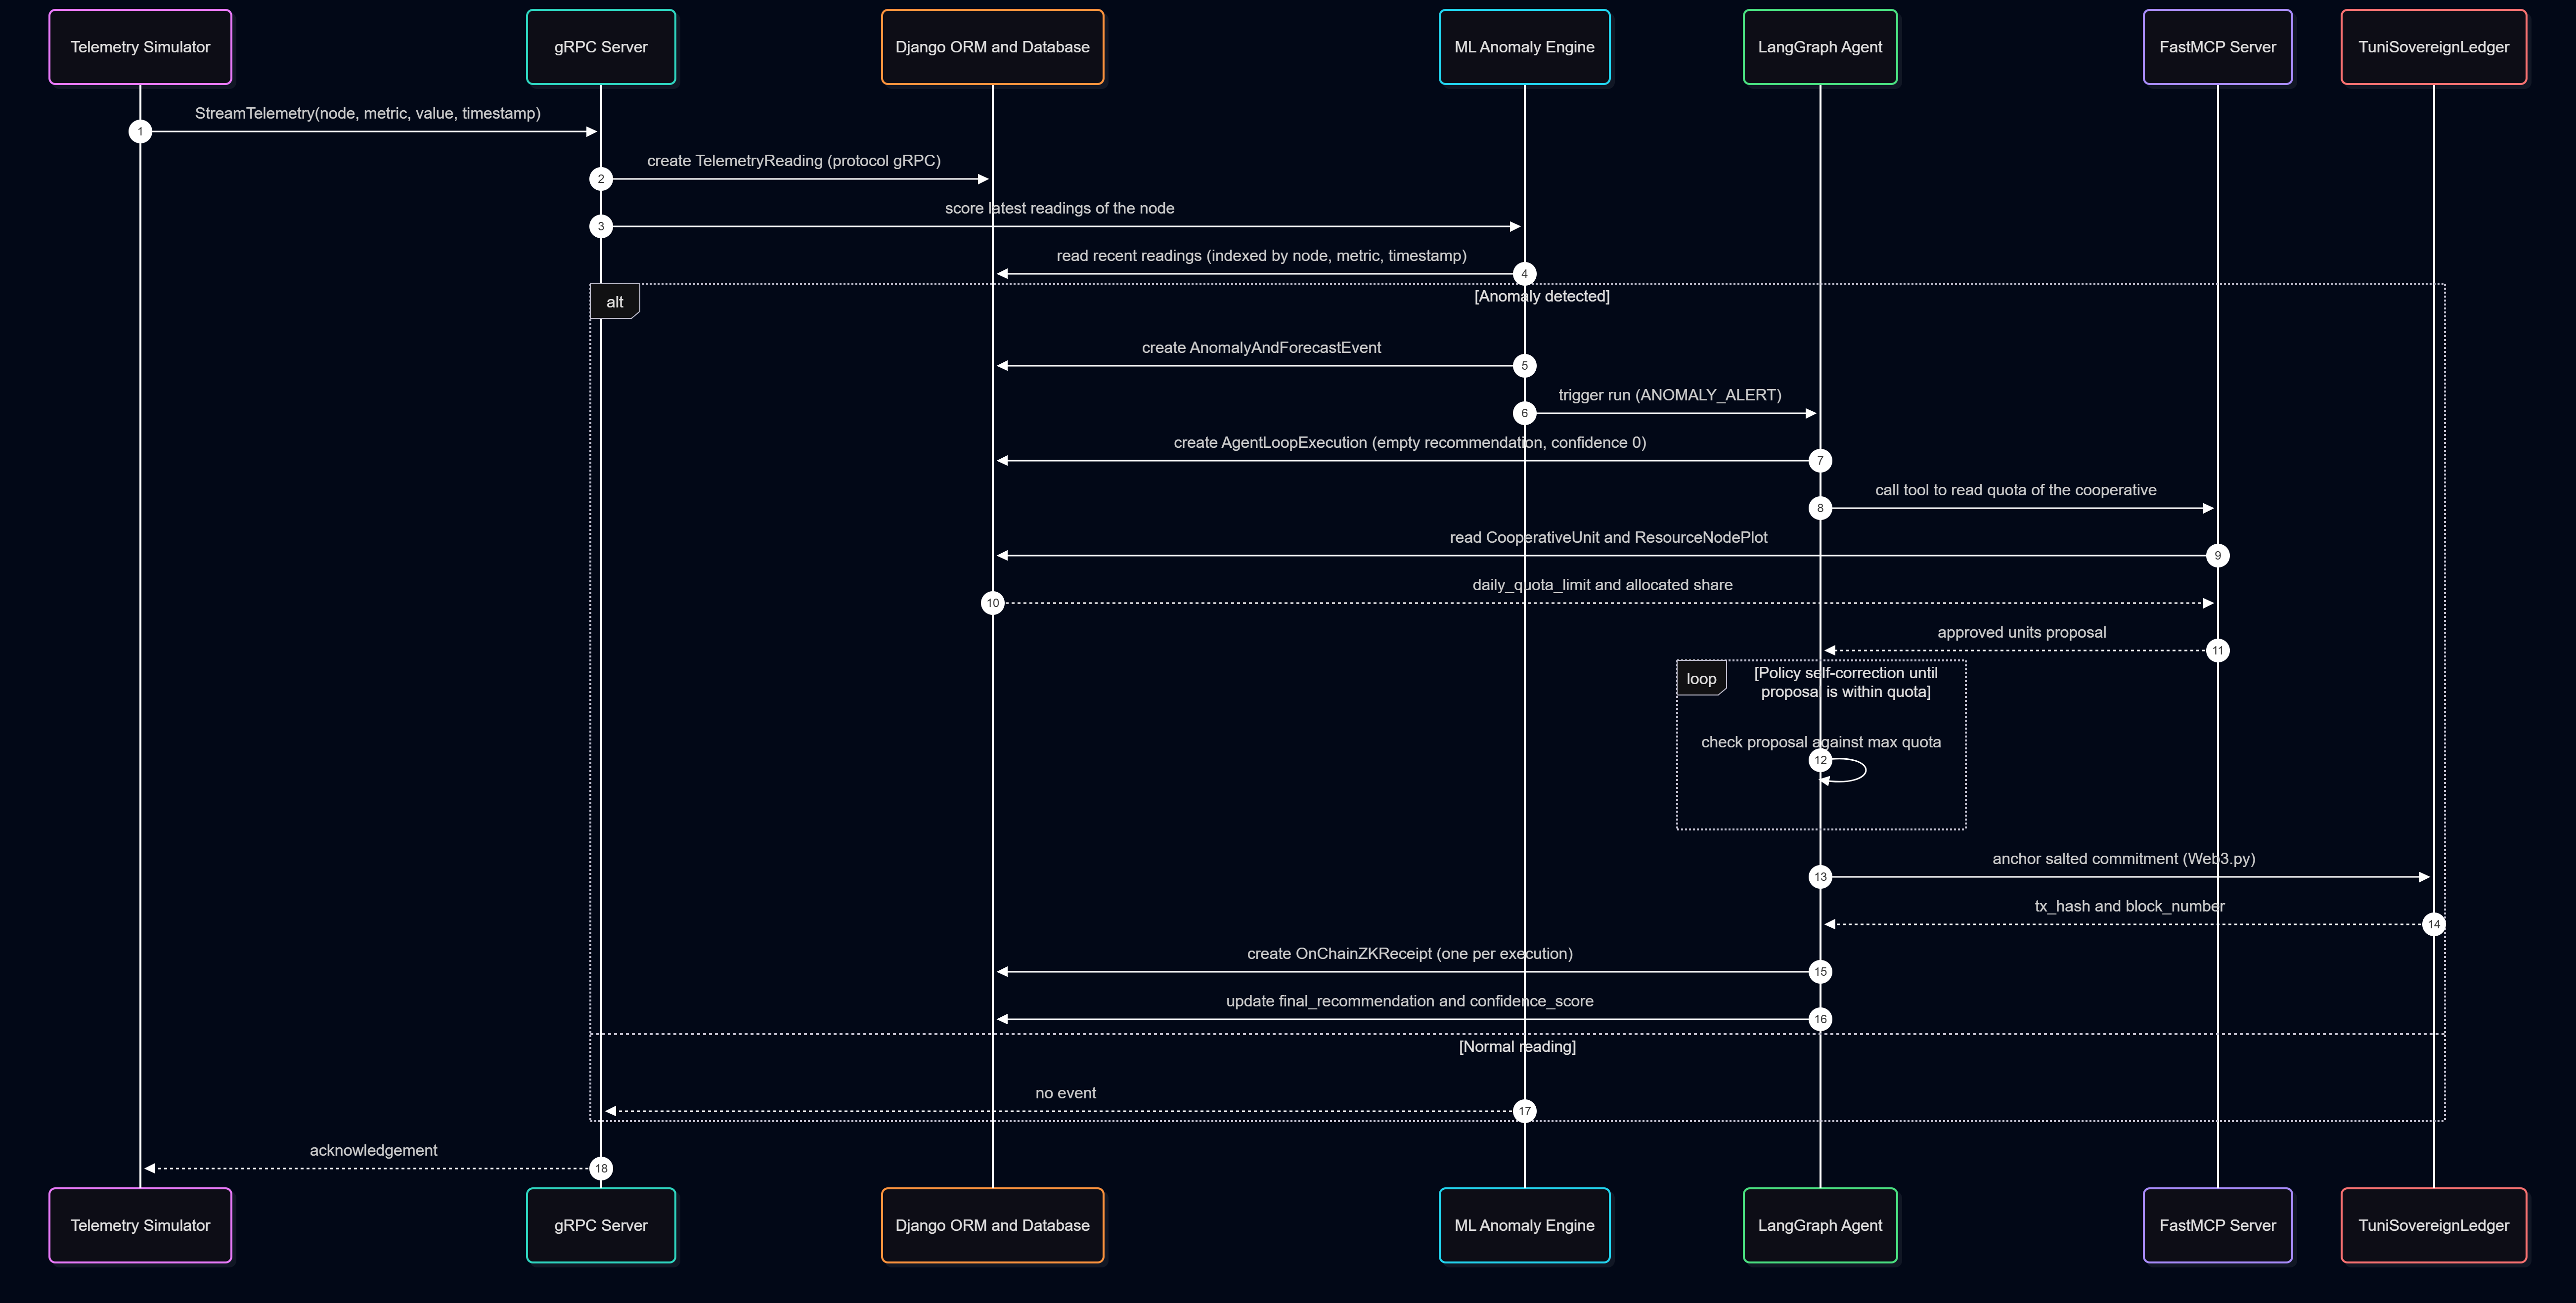 Telemetry Simulator
gRPC Server
Django ORM and Database
ML Anomaly Engine
LangGraph Agent
FastMCP Server
TuniSovereignLedger
StreamTelemetry(node, metric, value, timestamp)
1
create TelemetryReading (protocol gRPC)
2
score latest readings of the node
3
read recent readings (indexed by node, metric, timestamp)
4
alt
[Anomaly detected]
create AnomalyAndForecastEvent
5
trigger run (ANOMALY_ALERT)
6
create AgentLoopExecution (empty recommendation, confidence 0)
7
call tool to read quota of the cooperative
8
read CooperativeUnit and ResourceNodePlot
9
daily_quota_limit and allocated share
10
approved units proposal
11
loop
[Policy self-correction until
proposal is within quota]
check proposal against max quota
12
anchor salted commitment (Web3.py)
13
tx_hash and block_number
14
create OnChainZKReceipt (one per execution)
15
update final_recommendation and confidence_score
16
[Normal reading]
no event
17
acknowledgement
18
Telemetry Simulator
gRPC Server
Django ORM and Database
ML Anomaly Engine
LangGraph Agent
FastMCP Server
TuniSovereignLedger